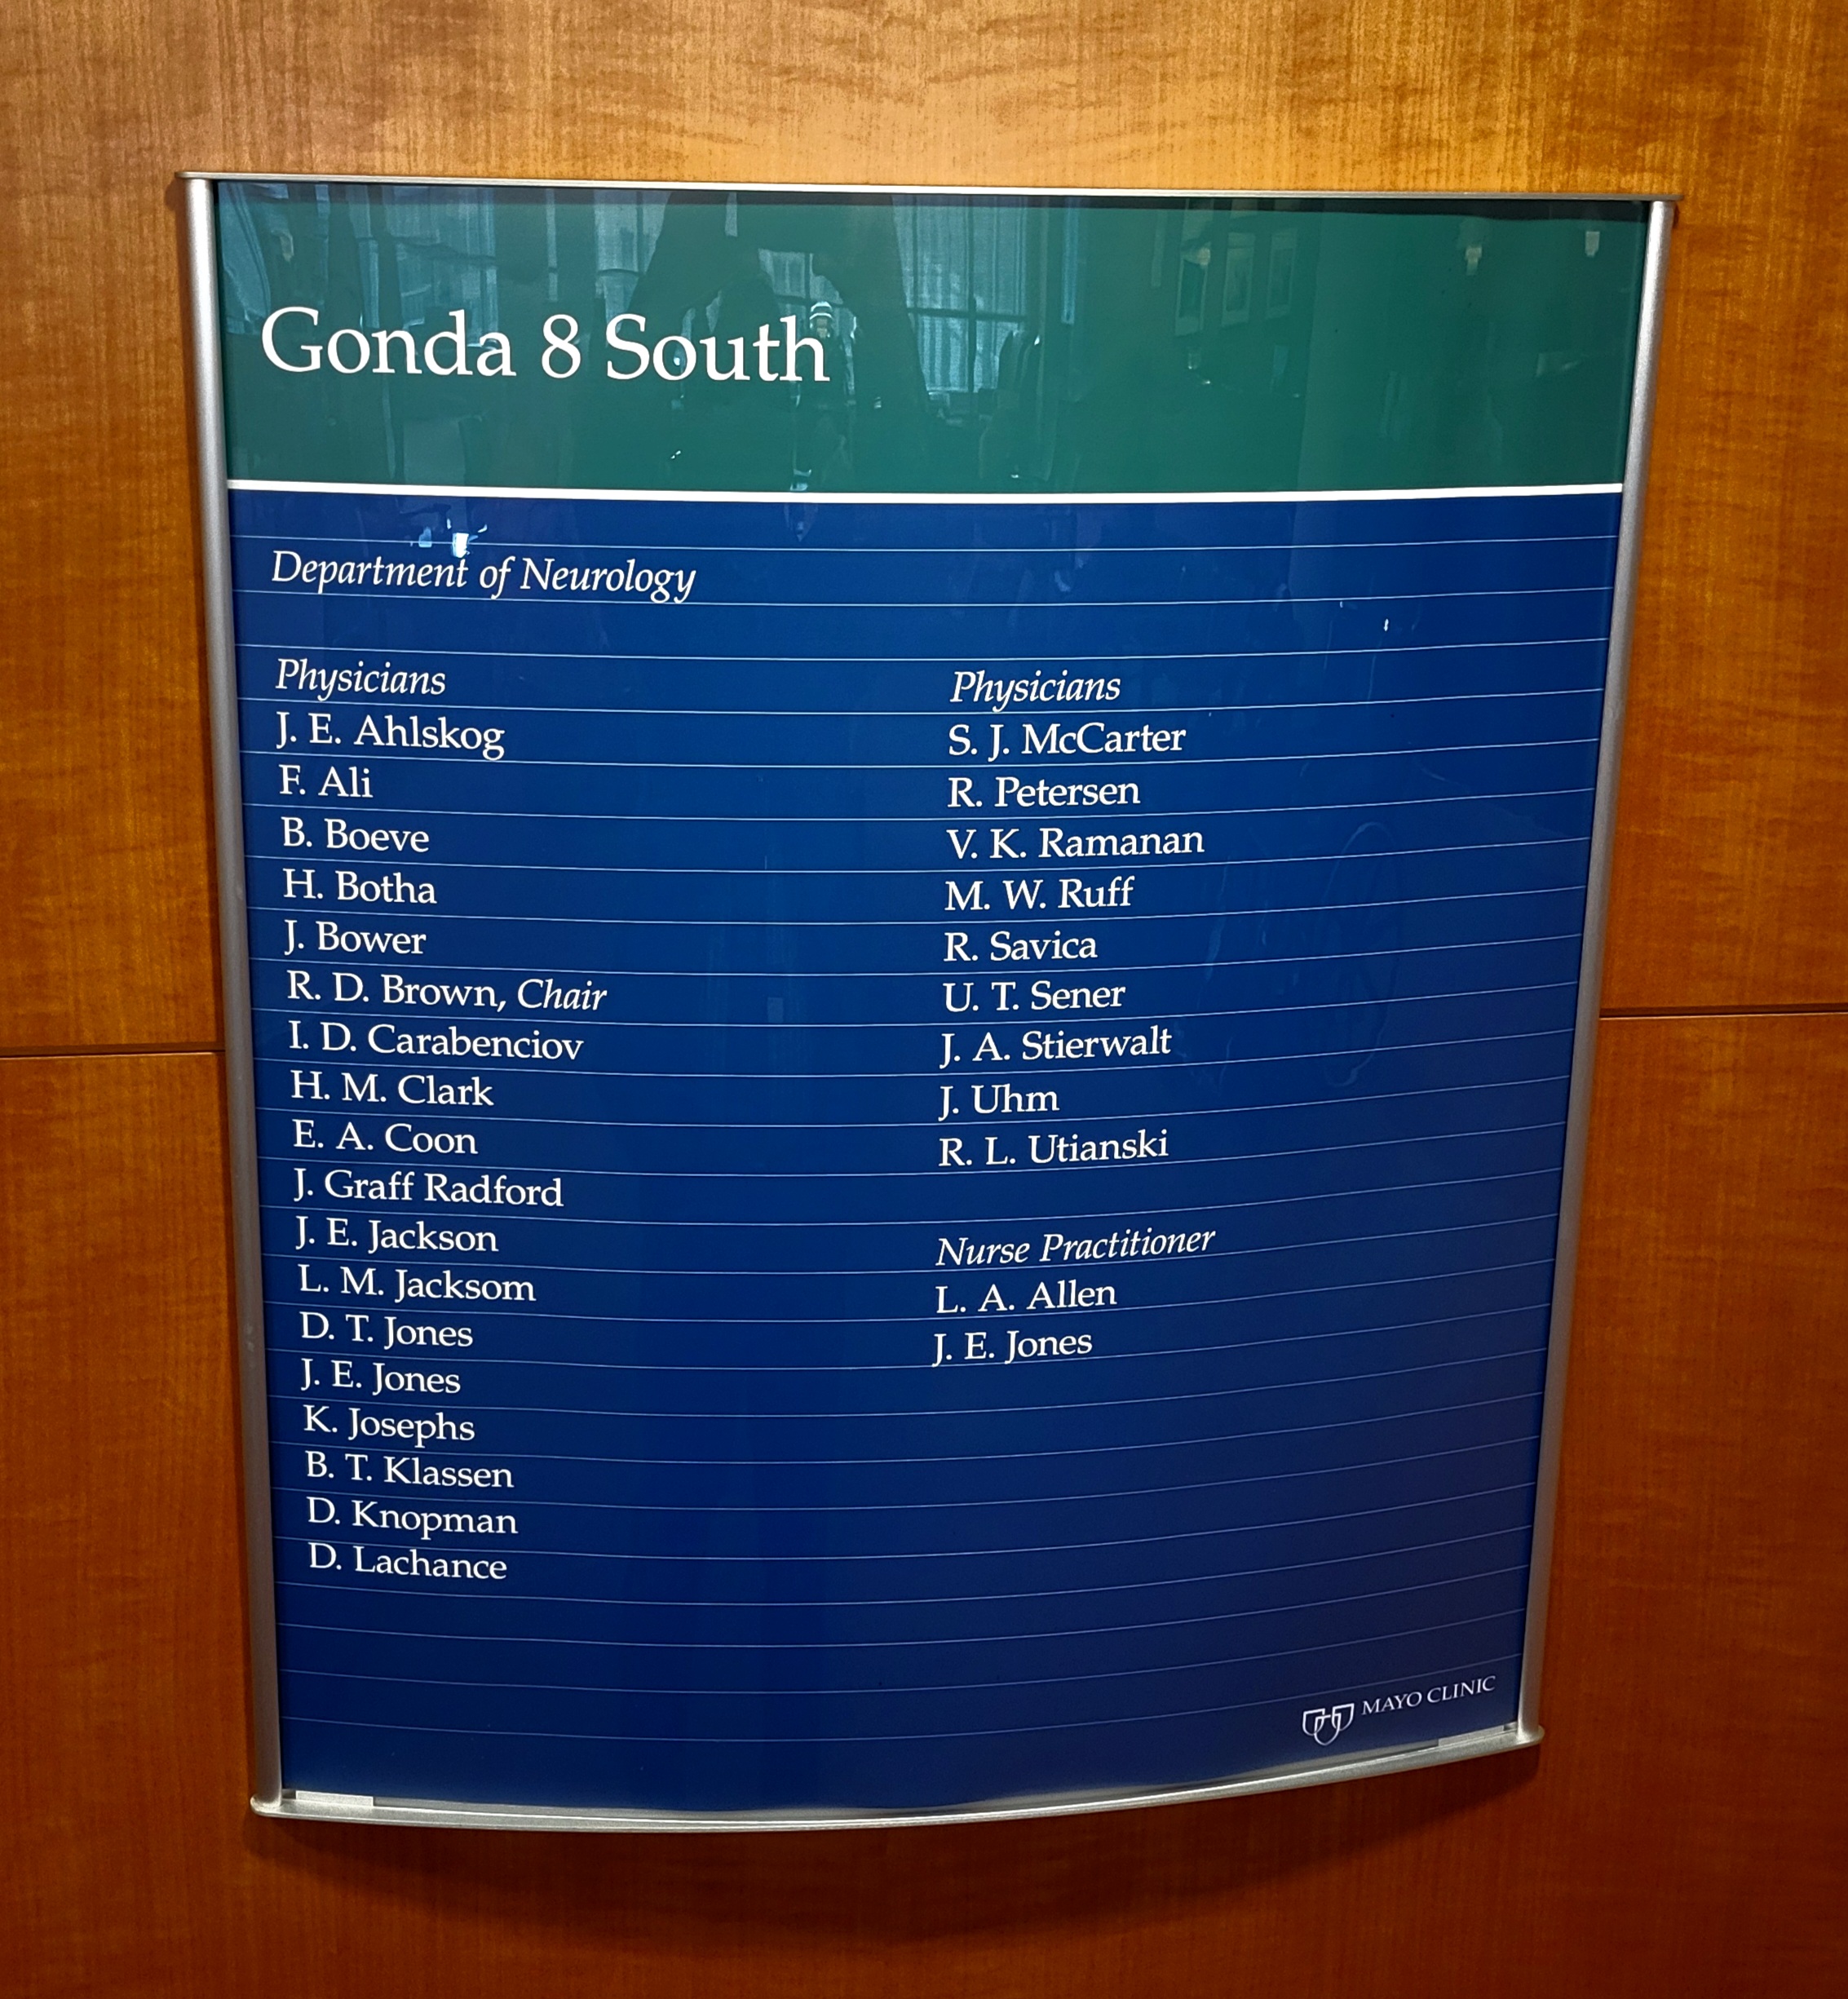 Gonda 8 South
Department of Neurology
Physicians
J. E. Ahlskog
F. Ali
B. Boeve
H. Botha
J. Bower
R. D. Brown, Chair
I. D. Carabenciov
H. M. Clark
E. A. Coon
J. Graff Radford
J. E. Jackson
L. M. Jacksom
D. T. Jones
J. E. Jones
K. Josephs
B. T. Klassen
D. Knopman
D. Lachance
Physicians
S. J. McCarter
R. Petersen
V. K. Ramanan
M. W. Ruff
R. Savica
U. T. Sener
J. A. Stierwalt
J. Uhm
R. L. Utianski
Nurse Practitioner
L. A. Allen
J. E. Jones
MAYO CLINIC